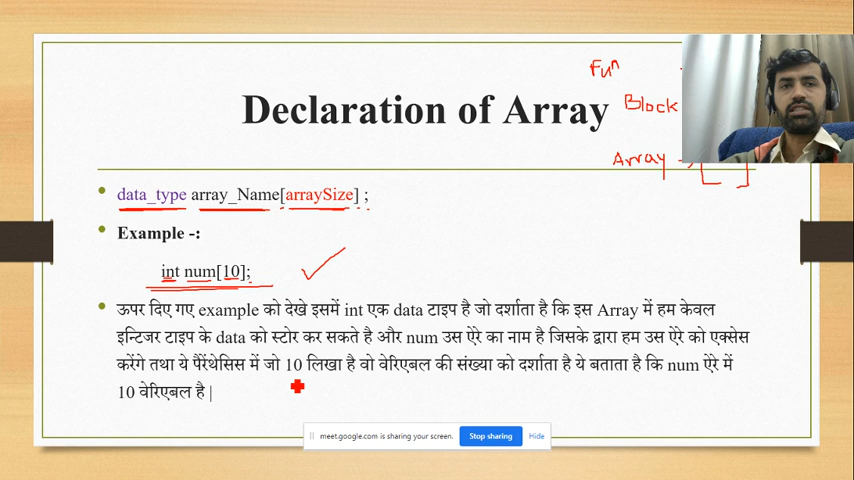 Fun
Declaration of Array
Block
Array
• data_type array_Name[arraySize] ;
• Example -:
int num[10];
• ऊपर दिए गए example को देखे इसमें int एक data टाइप है जो दर्शाता है कि इस Array में हम केवल
इन्टिजर टाइप के data को स्टोर कर सकते है और num उस ऐरे का नाम है जिसके द्वारा हम उस ऐरे को एक्सेस
करेंगे तथा ये पैरेंथेसिस में जो 10 लिखा है वो वेरिएबल की संख्या को दर्शाता है ये बताता है कि num ऐरे में
10 वेरिएबल है |
meet.google.com is sharing your screen. Stop sharing Hide